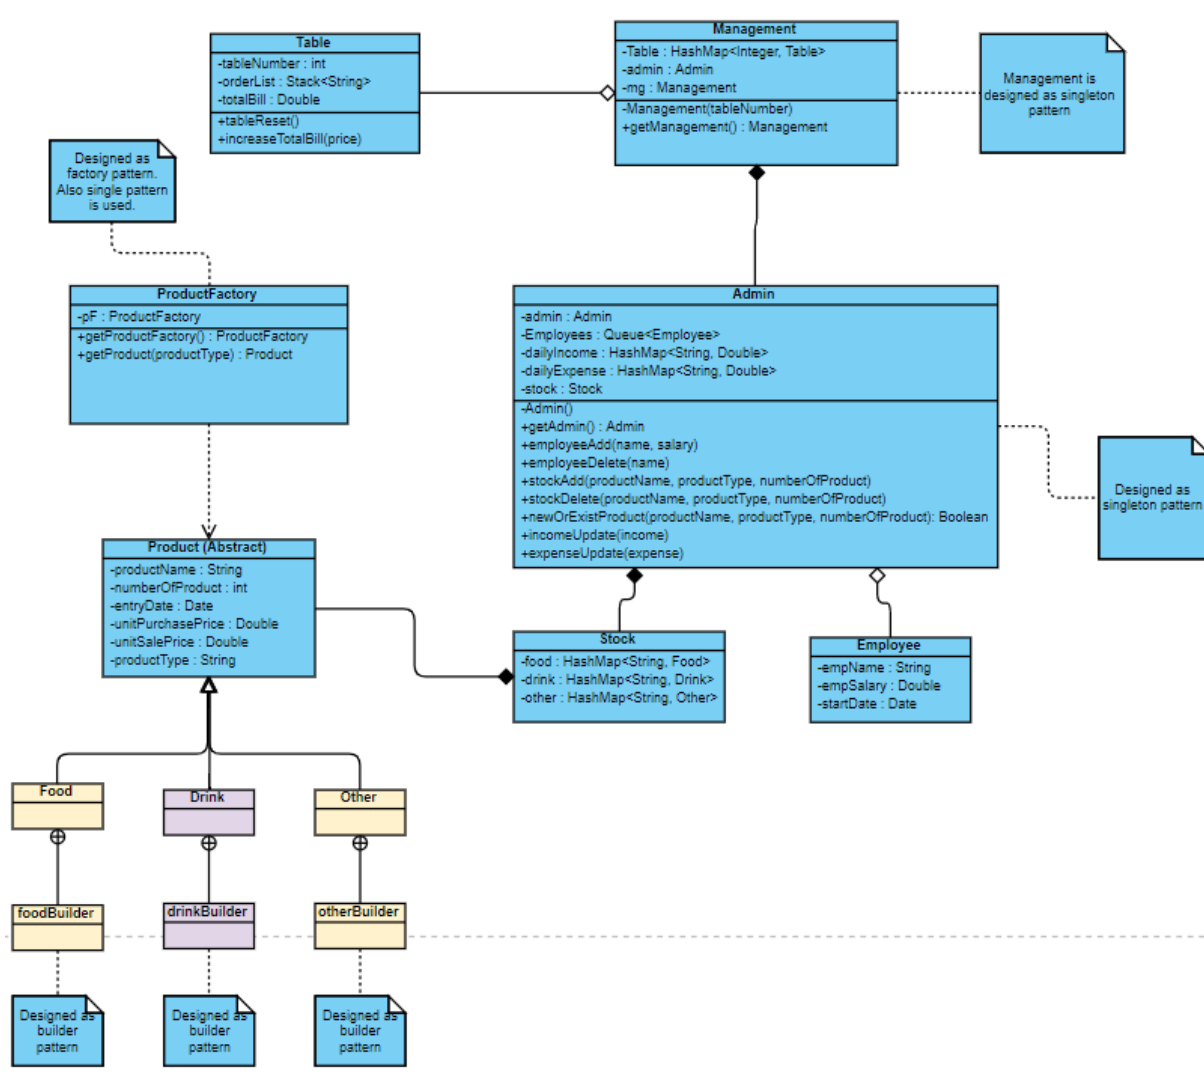 Table
-tableNumber : int
-orderList : Stack<String>
-totalBill : Double
+tableReset()
+increaseTotalBill(price)
Management
-Table : HashMap<Integer, Table>
-admin : Admin
-mg : Management
-Management(tableNumber)
+getManagement() : Management
Management is
designed as singleton
pattern
Designed as
factory pattern.
Also single pattern
is used.
ProductFactory
-pF : ProductFactory
+getProductFactory() : ProductFactory
+getProduct(productType) : Product
Admin
-admin : Admin
-Employees : Queue<Employee>
-dailyIncome : HashMap<String, Double>
-dailyExpense : HashMap<String, Double>
-stock : Stock
-Admin()
+getAdmin() : Admin
+employeeAdd(name, salary)
+employeeDelete(name)
+stockAdd(productName, productType, numberOfProduct)
+stockDelete(productName, productType, numberOfProduct)
+newOrExistProduct(productName, productType, numberOfProduct): Boolean
+incomeUpdate(income)
+expenseUpdate(expense)
Designed as
singleton pattern
Product (Abstract)
-productName : String
-numberOfProduct : int
-entryDate : Date
-unitPurchasePrice : Double
-unitSalePrice : Double
-productType : String
Stock
-food : HashMap<String, Food>
-drink : HashMap<String, Drink>
-other : HashMap<String, Other>
Employee
-empName : String
-empSalary : Double
-startDate : Date
Food
Drink
Other
foodBuilder
drinkBuilder
otherBuilder
Designed as
builder
pattern
Designed as
builder
pattern
Designed as
builder
pattern